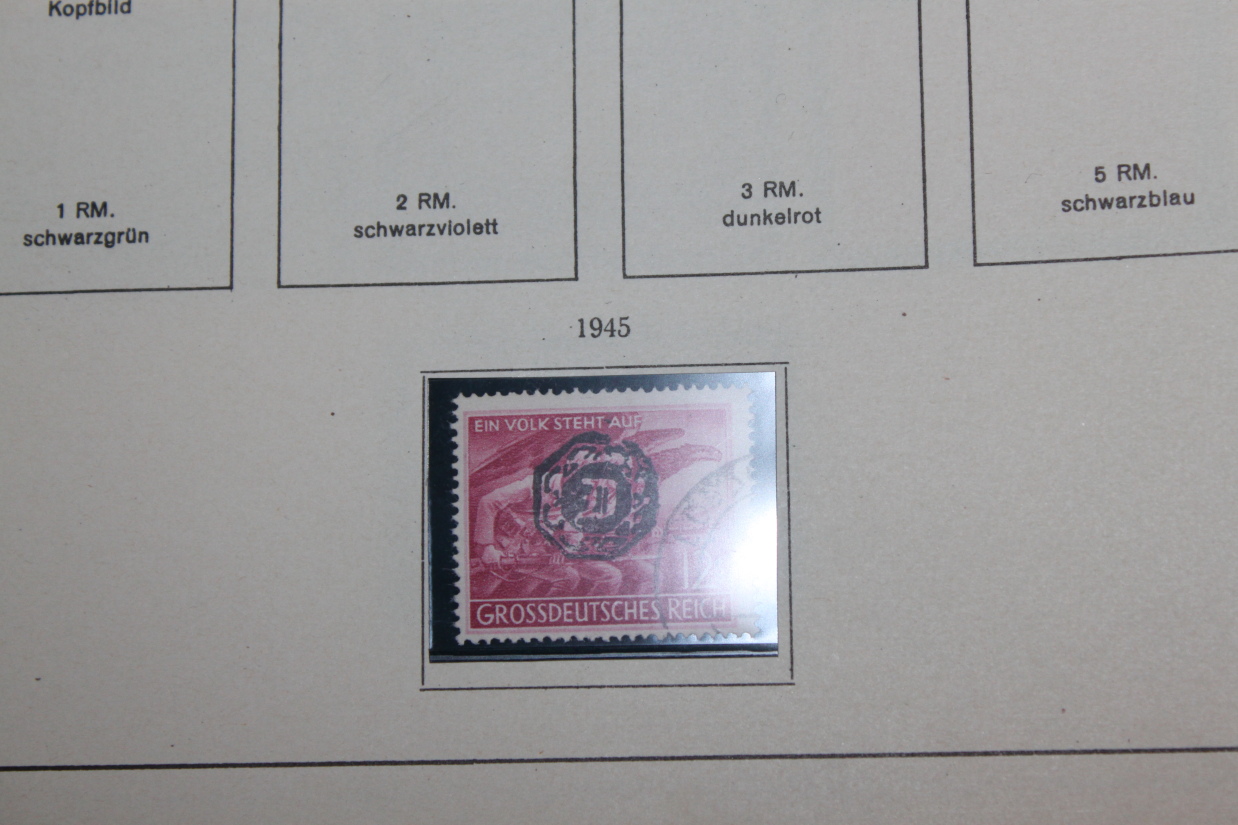 Kopfbild
1 RM.
schwarzgrün
2 RM.
schwarzviolett
3 RM.
dunkelrot
5 RM.
schwarzblau
1945
EIN VOLK STEHT AUF
12
GROSSDEUTSCHES REICH